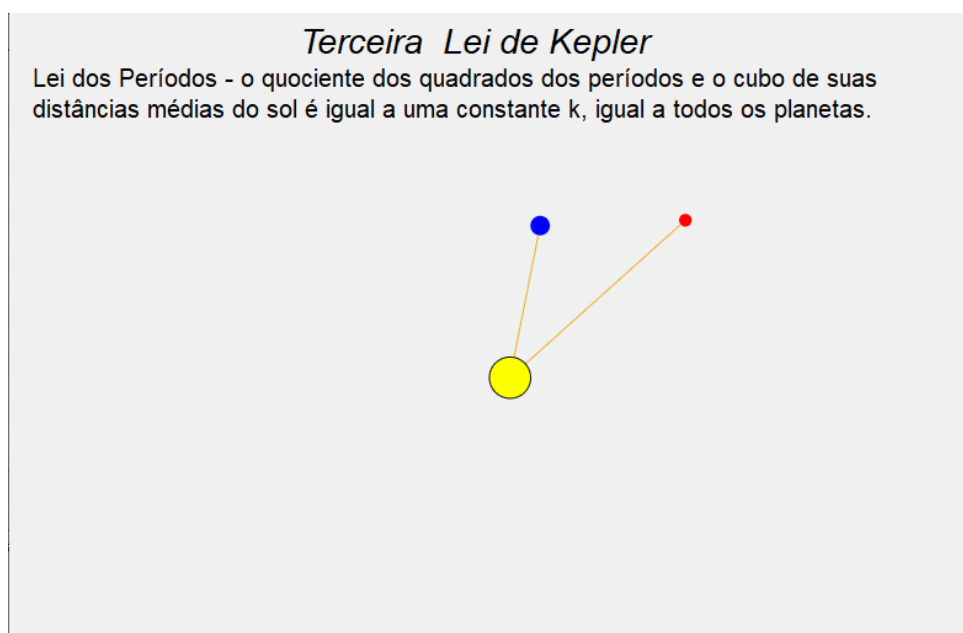 Terceira Lei de Kepler
Lei dos Períodos - o quociente dos quadrados dos períodos e o cubo de suas
distâncias médias do sol é igual a uma constante k, igual a todos os planetas.